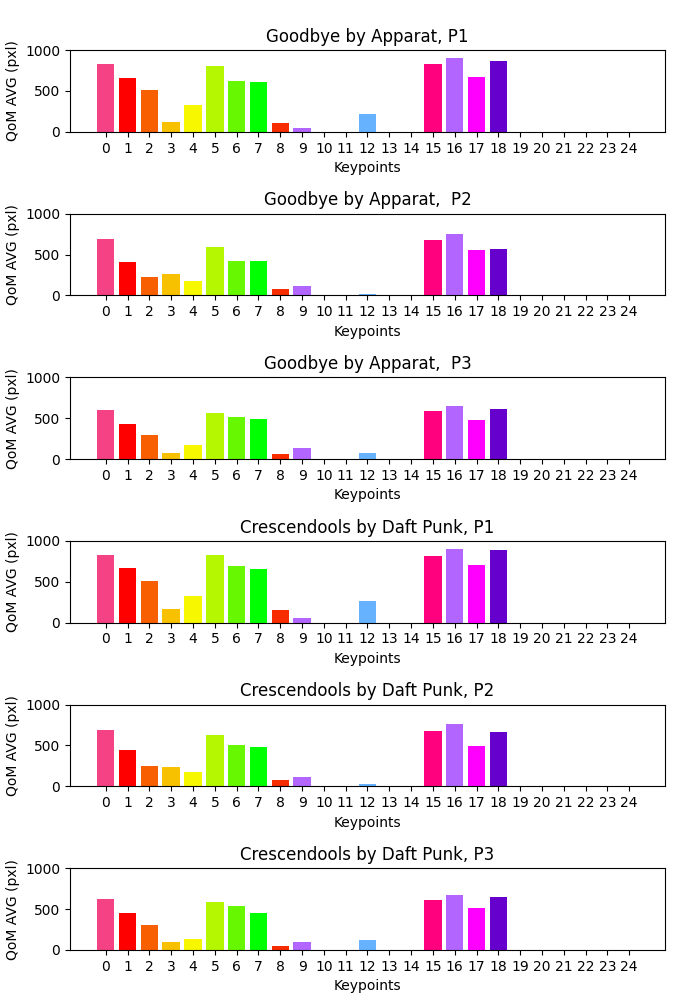 Goodbye by Apparat, P1
QoM AVG (pxl)
1000
500
0
0 1 2 3 4 5 6 7 8 9 10 11 12 13 14 15 16 17 18 19 20 21 22 23 24
Keypoints
Goodbye by Apparat,  P2
QoM AVG (pxl)
1000
500
0
0 1 2 3 4 5 6 7 8 9 10 11 12 13 14 15 16 17 18 19 20 21 22 23 24
Keypoints
Goodbye by Apparat,  P3
QoM AVG (pxl)
1000
500
0
0 1 2 3 4 5 6 7 8 9 10 11 12 13 14 15 16 17 18 19 20 21 22 23 24
Keypoints
Crescendools by Daft Punk, P1
QoM AVG (pxl)
1000
500
0
0 1 2 3 4 5 6 7 8 9 10 11 12 13 14 15 16 17 18 19 20 21 22 23 24
Keypoints
Crescendools by Daft Punk, P2
QoM AVG (pxl)
1000
500
0
0 1 2 3 4 5 6 7 8 9 10 11 12 13 14 15 16 17 18 19 20 21 22 23 24
Keypoints
Crescendools by Daft Punk, P3
QoM AVG (pxl)
1000
500
0
0 1 2 3 4 5 6 7 8 9 10 11 12 13 14 15 16 17 18 19 20 21 22 23 24
Keypoints